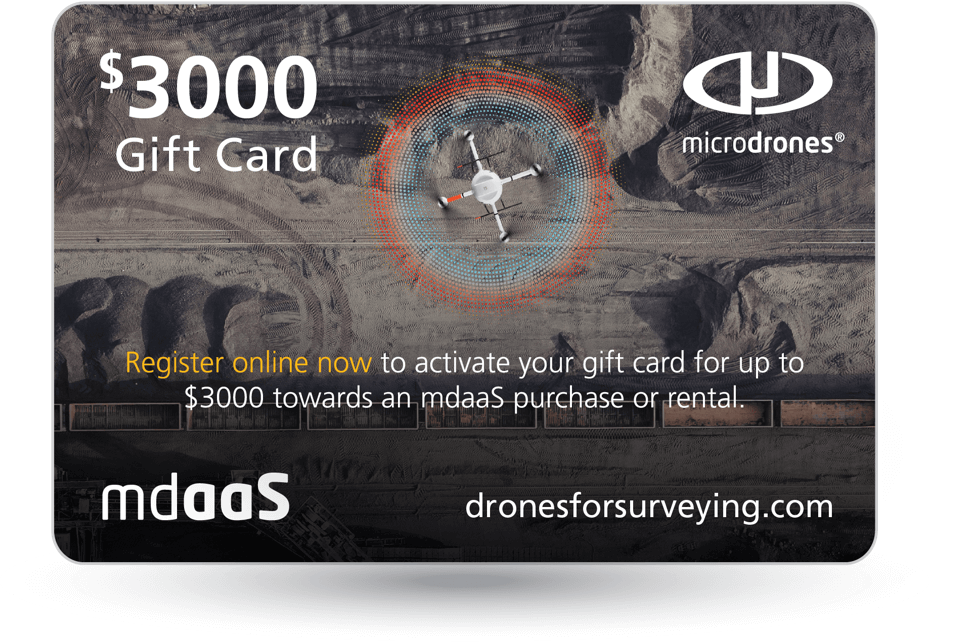 $3000
Gift Card
microdrones®
Register online now to activate your gift card for up to
$3000 towards an mdaaS purchase or rental.
mdaaS
dronesforsurveying.com